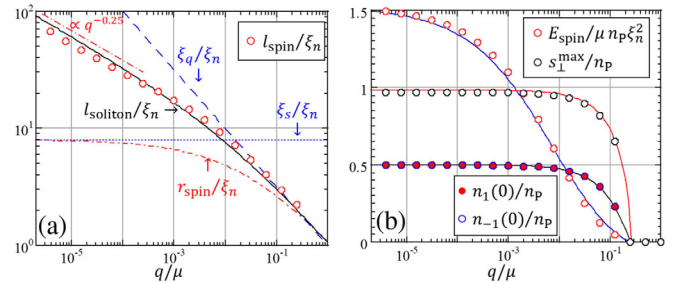 10²
∝ q⁻⁰·²⁵
ξ_q/ξ_n
l_spin/ξ_n
l_soliton/ξ_n
ξ_s/ξ_n
10¹
r_spin/ξ_n
(a)
10⁰
10⁻⁵ 10⁻³ 10⁻¹
q/μ
1.5
E_spin/μ n_P ξ_n²
s_⊥^max/n_P
1
0.5
n_1(0)/n_P
n_−1(0)/n_P
(b)
0
10⁻⁵ 10⁻³ 10⁻¹
q/μ